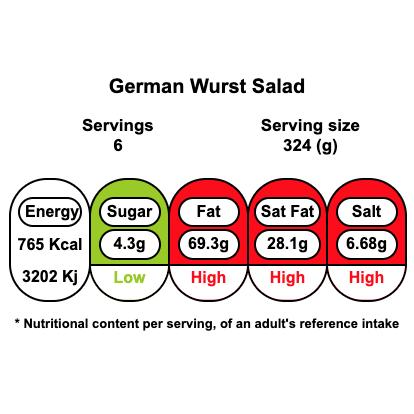 German Wurst Salad
Servings
6
Serving size
324 (g)
Energy
765 Kcal
3202 Kj
Sugar
4.3g
Low
Fat
69.3g
High
Sat Fat
28.1g
High
Salt
6.68g
High
* Nutritional content per serving, of an adult's reference intake